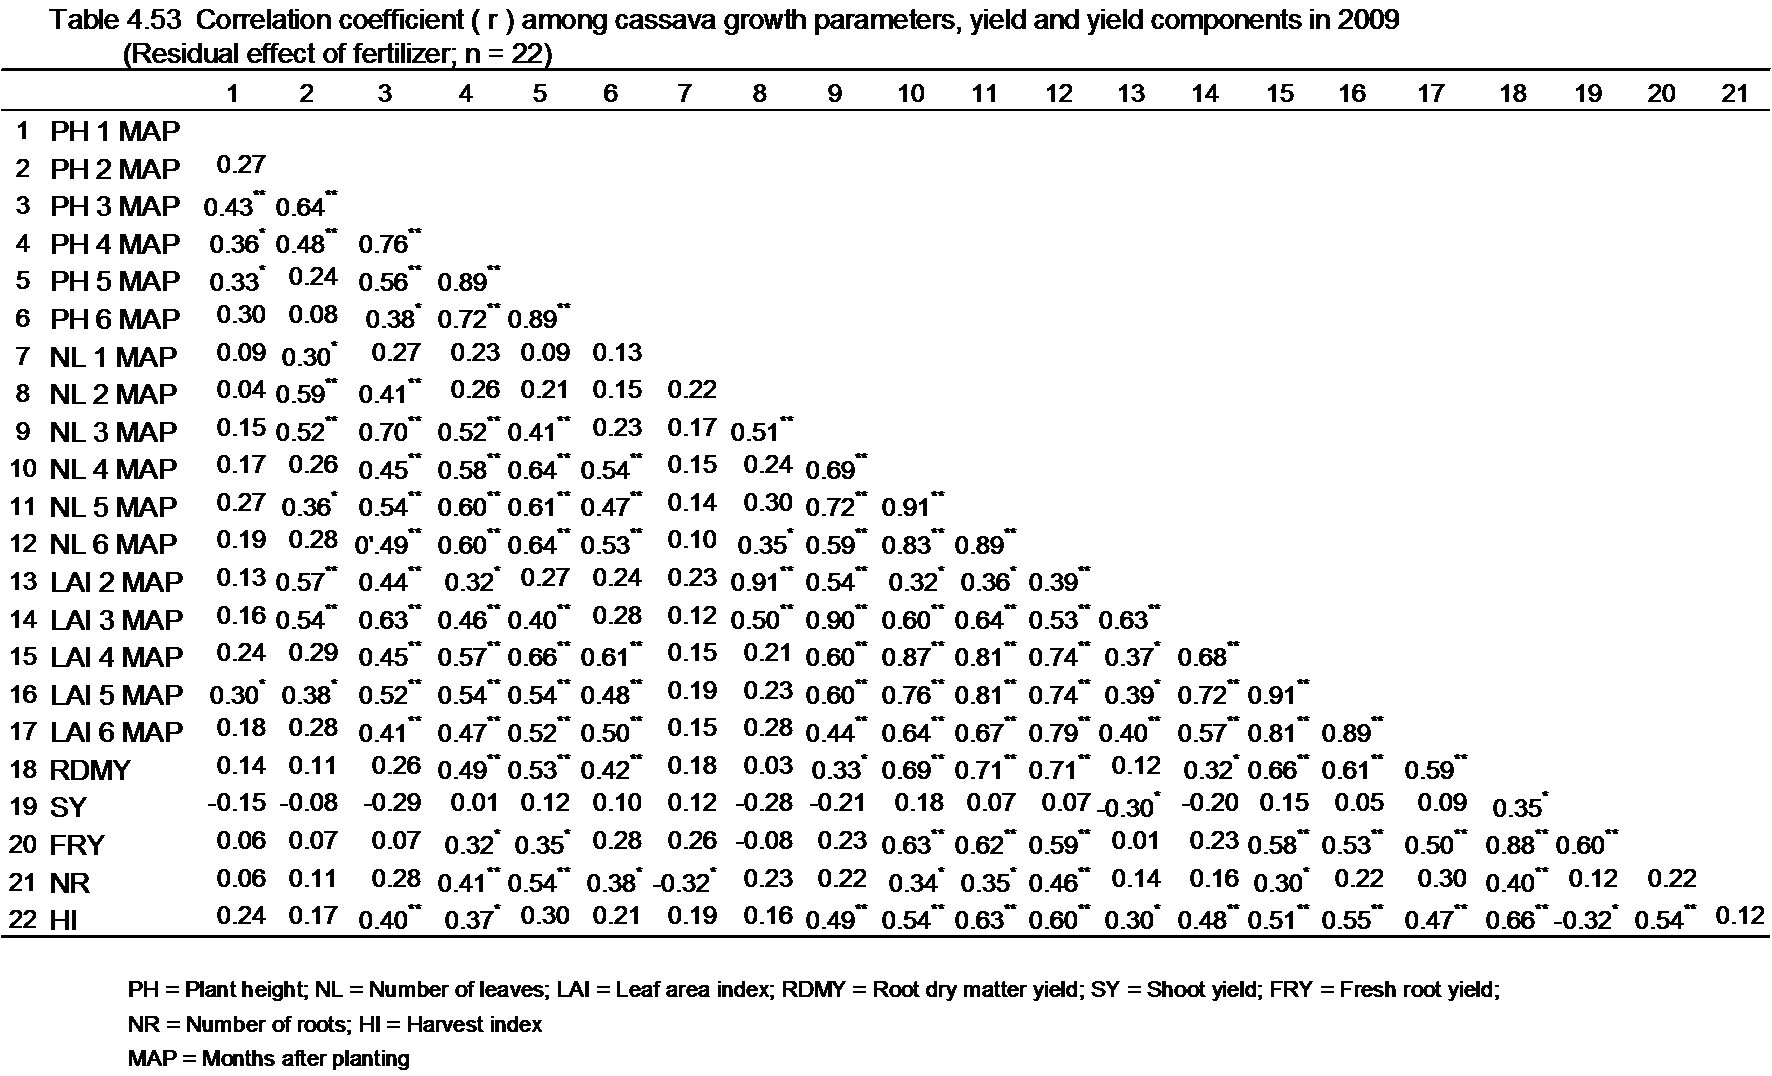 Table 4.53 Correlation coefficient ( r ) among cassava growth parameters, yield and yield components in 2009
(Residual effect of fertilizer; n = 22)
1 2 3 4 5 6 7 8 9 10 11 12 13 14 15 16 17 18 19 20 21
1 PH 1 MAP
2 PH 2 MAP 0.27
3 PH 3 MAP 0.43** 0.64**
4 PH 4 MAP 0.36* 0.48** 0.76**
5 PH 5 MAP 0.33* 0.24 0.56** 0.89**
6 PH 6 MAP 0.30 0.08 0.38* 0.72** 0.89**
7 NL 1 MAP 0.09 0.30* 0.27 0.23 0.09 0.13
8 NL 2 MAP 0.04 0.59** 0.41** 0.26 0.21 0.15 0.22
9 NL 3 MAP 0.15 0.52** 0.70** 0.52** 0.41** 0.23 0.17 0.51**
10 NL 4 MAP 0.17 0.26 0.45** 0.58** 0.64** 0.54** 0.15 0.24 0.69**
11 NL 5 MAP 0.27 0.36* 0.54** 0.60** 0.61** 0.47** 0.14 0.30 0.72** 0.91**
12 NL 6 MAP 0.19 0.28 0'.49** 0.60** 0.64** 0.53** 0.10 0.35* 0.59** 0.83** 0.89**
13 LAI 2 MAP 0.13 0.57** 0.44** 0.32* 0.27 0.24 0.23 0.91** 0.54** 0.32* 0.36* 0.39**
14 LAI 3 MAP 0.16 0.54** 0.63** 0.46** 0.40** 0.28 0.12 0.50** 0.90** 0.60** 0.64** 0.53** 0.63**
15 LAI 4 MAP 0.24 0.29 0.45** 0.57** 0.66** 0.61** 0.15 0.21 0.60** 0.87** 0.81** 0.74** 0.37* 0.68**
16 LAI 5 MAP 0.30* 0.38* 0.52** 0.54** 0.54** 0.48** 0.19 0.23 0.60** 0.76** 0.81** 0.74** 0.39* 0.72** 0.91**
17 LAI 6 MAP 0.18 0.28 0.41** 0.47** 0.52** 0.50** 0.15 0.28 0.44** 0.64** 0.67** 0.79** 0.40** 0.57** 0.81** 0.89**
18 RDMY 0.14 0.11 0.26 0.49** 0.53** 0.42** 0.18 0.03 0.33* 0.69** 0.71** 0.71** 0.12 0.32* 0.66** 0.61** 0.59**
19 SY -0.15 -0.08 -0.29 0.01 0.12 0.10 0.12 -0.28 -0.21 0.18 0.07 0.07 -0.30* -0.20 0.15 0.05 0.09 0.35*
20 FRY 0.06 0.07 0.07 0.32* 0.35* 0.28 0.26 -0.08 0.23 0.63** 0.62** 0.59** 0.01 0.23 0.58** 0.53** 0.50** 0.88** 0.60**
21 NR 0.06 0.11 0.28 0.41** 0.54** 0.38* -0.32* 0.23 0.22 0.34* 0.35* 0.46** 0.14 0.16 0.30* 0.22 0.30 0.40** 0.12 0.22
22 HI 0.24 0.17 0.40** 0.37* 0.30 0.21 0.19 0.16 0.49** 0.54** 0.63** 0.60** 0.30* 0.48** 0.51** 0.55** 0.47** 0.66** -0.32* 0.54** 0.12
PH = Plant height; NL = Number of leaves; LAI = Leaf area index; RDMY = Root dry matter yield; SY = Shoot yield; FRY = Fresh root yield;
NR = Number of roots; HI = Harvest index
MAP = Months after planting